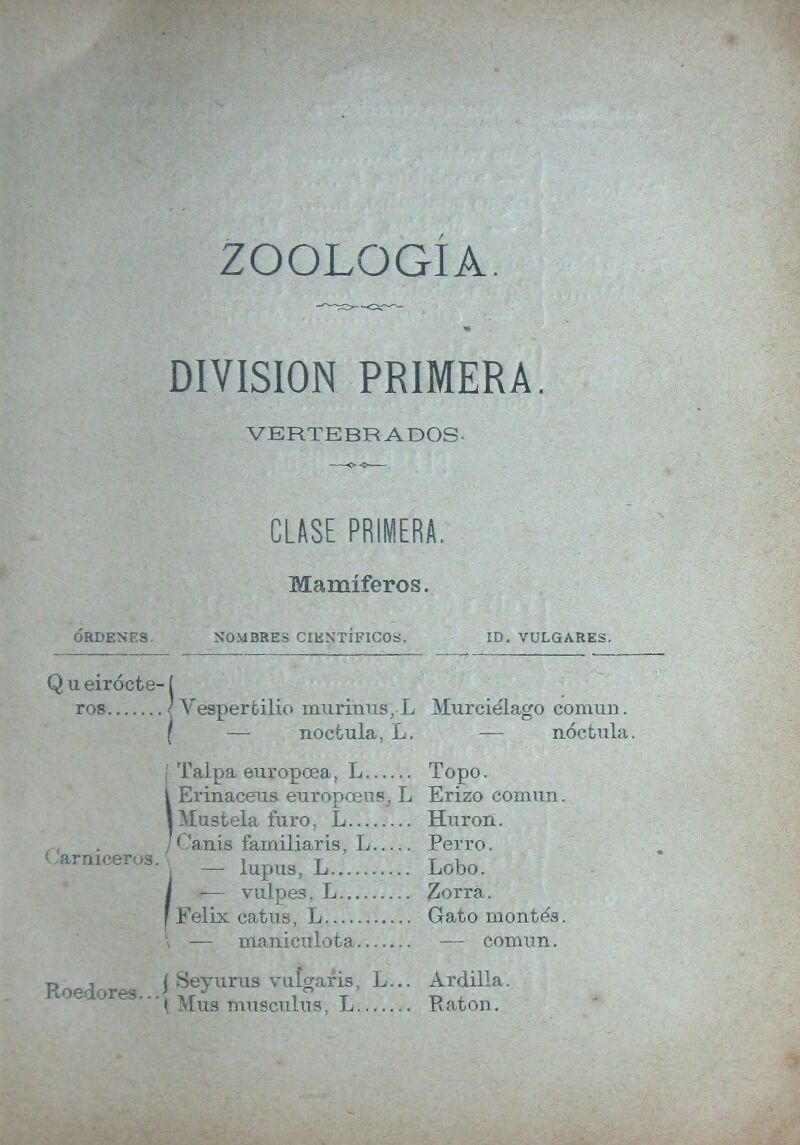 ZOOLOGÍA.
DIVISION PRIMERA.
VERTEBRADOS.
CLASE PRIMERA.
Mamíferos.
ÓRDENES. NOMBRES CIENTÍFICOS. ID. VULGARES.
Queirócte-
ros....... Vespertilio murinus, L Murciélago comun.
— noctula, L. — nóctula.
Talpa europœa, L...... Topo.
Erinaceus europœus, L Erizo comun.
Mustela furo, L........ Huron.
Canis familiaris, L..... Perro.
Carniceros. — lupus, L.......... Lobo.
— vulpes, L......... Zorra.
Felix catus, L........... Gato montés.
— maniculota....... — comun.
Roedores... Seyurus vulgaris, L... Ardilla.
Mus musculus, L....... Raton.